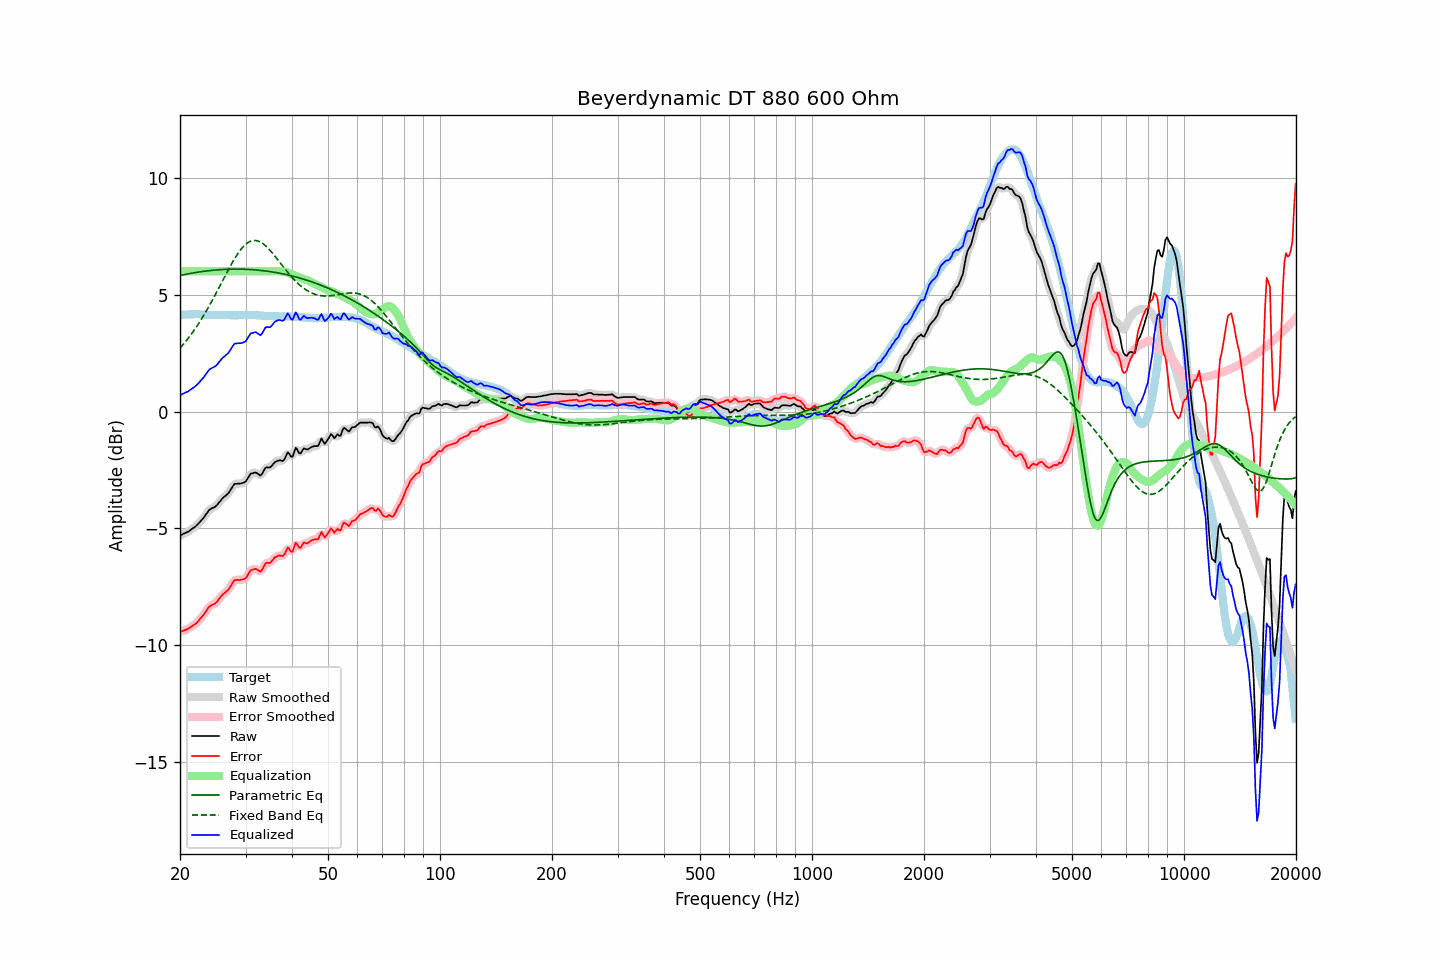 Beyerdynamic DT 880 600 Ohm
Amplitude (dBr)
10
5
0
−5
−10
−15
Target
Raw Smoothed
Error Smoothed
Raw
Error
Equalization
Parametric Eq
Fixed Band Eq
Equalized
20 50 100 200 500 1000 2000 5000 10000 20000
Frequency (Hz)